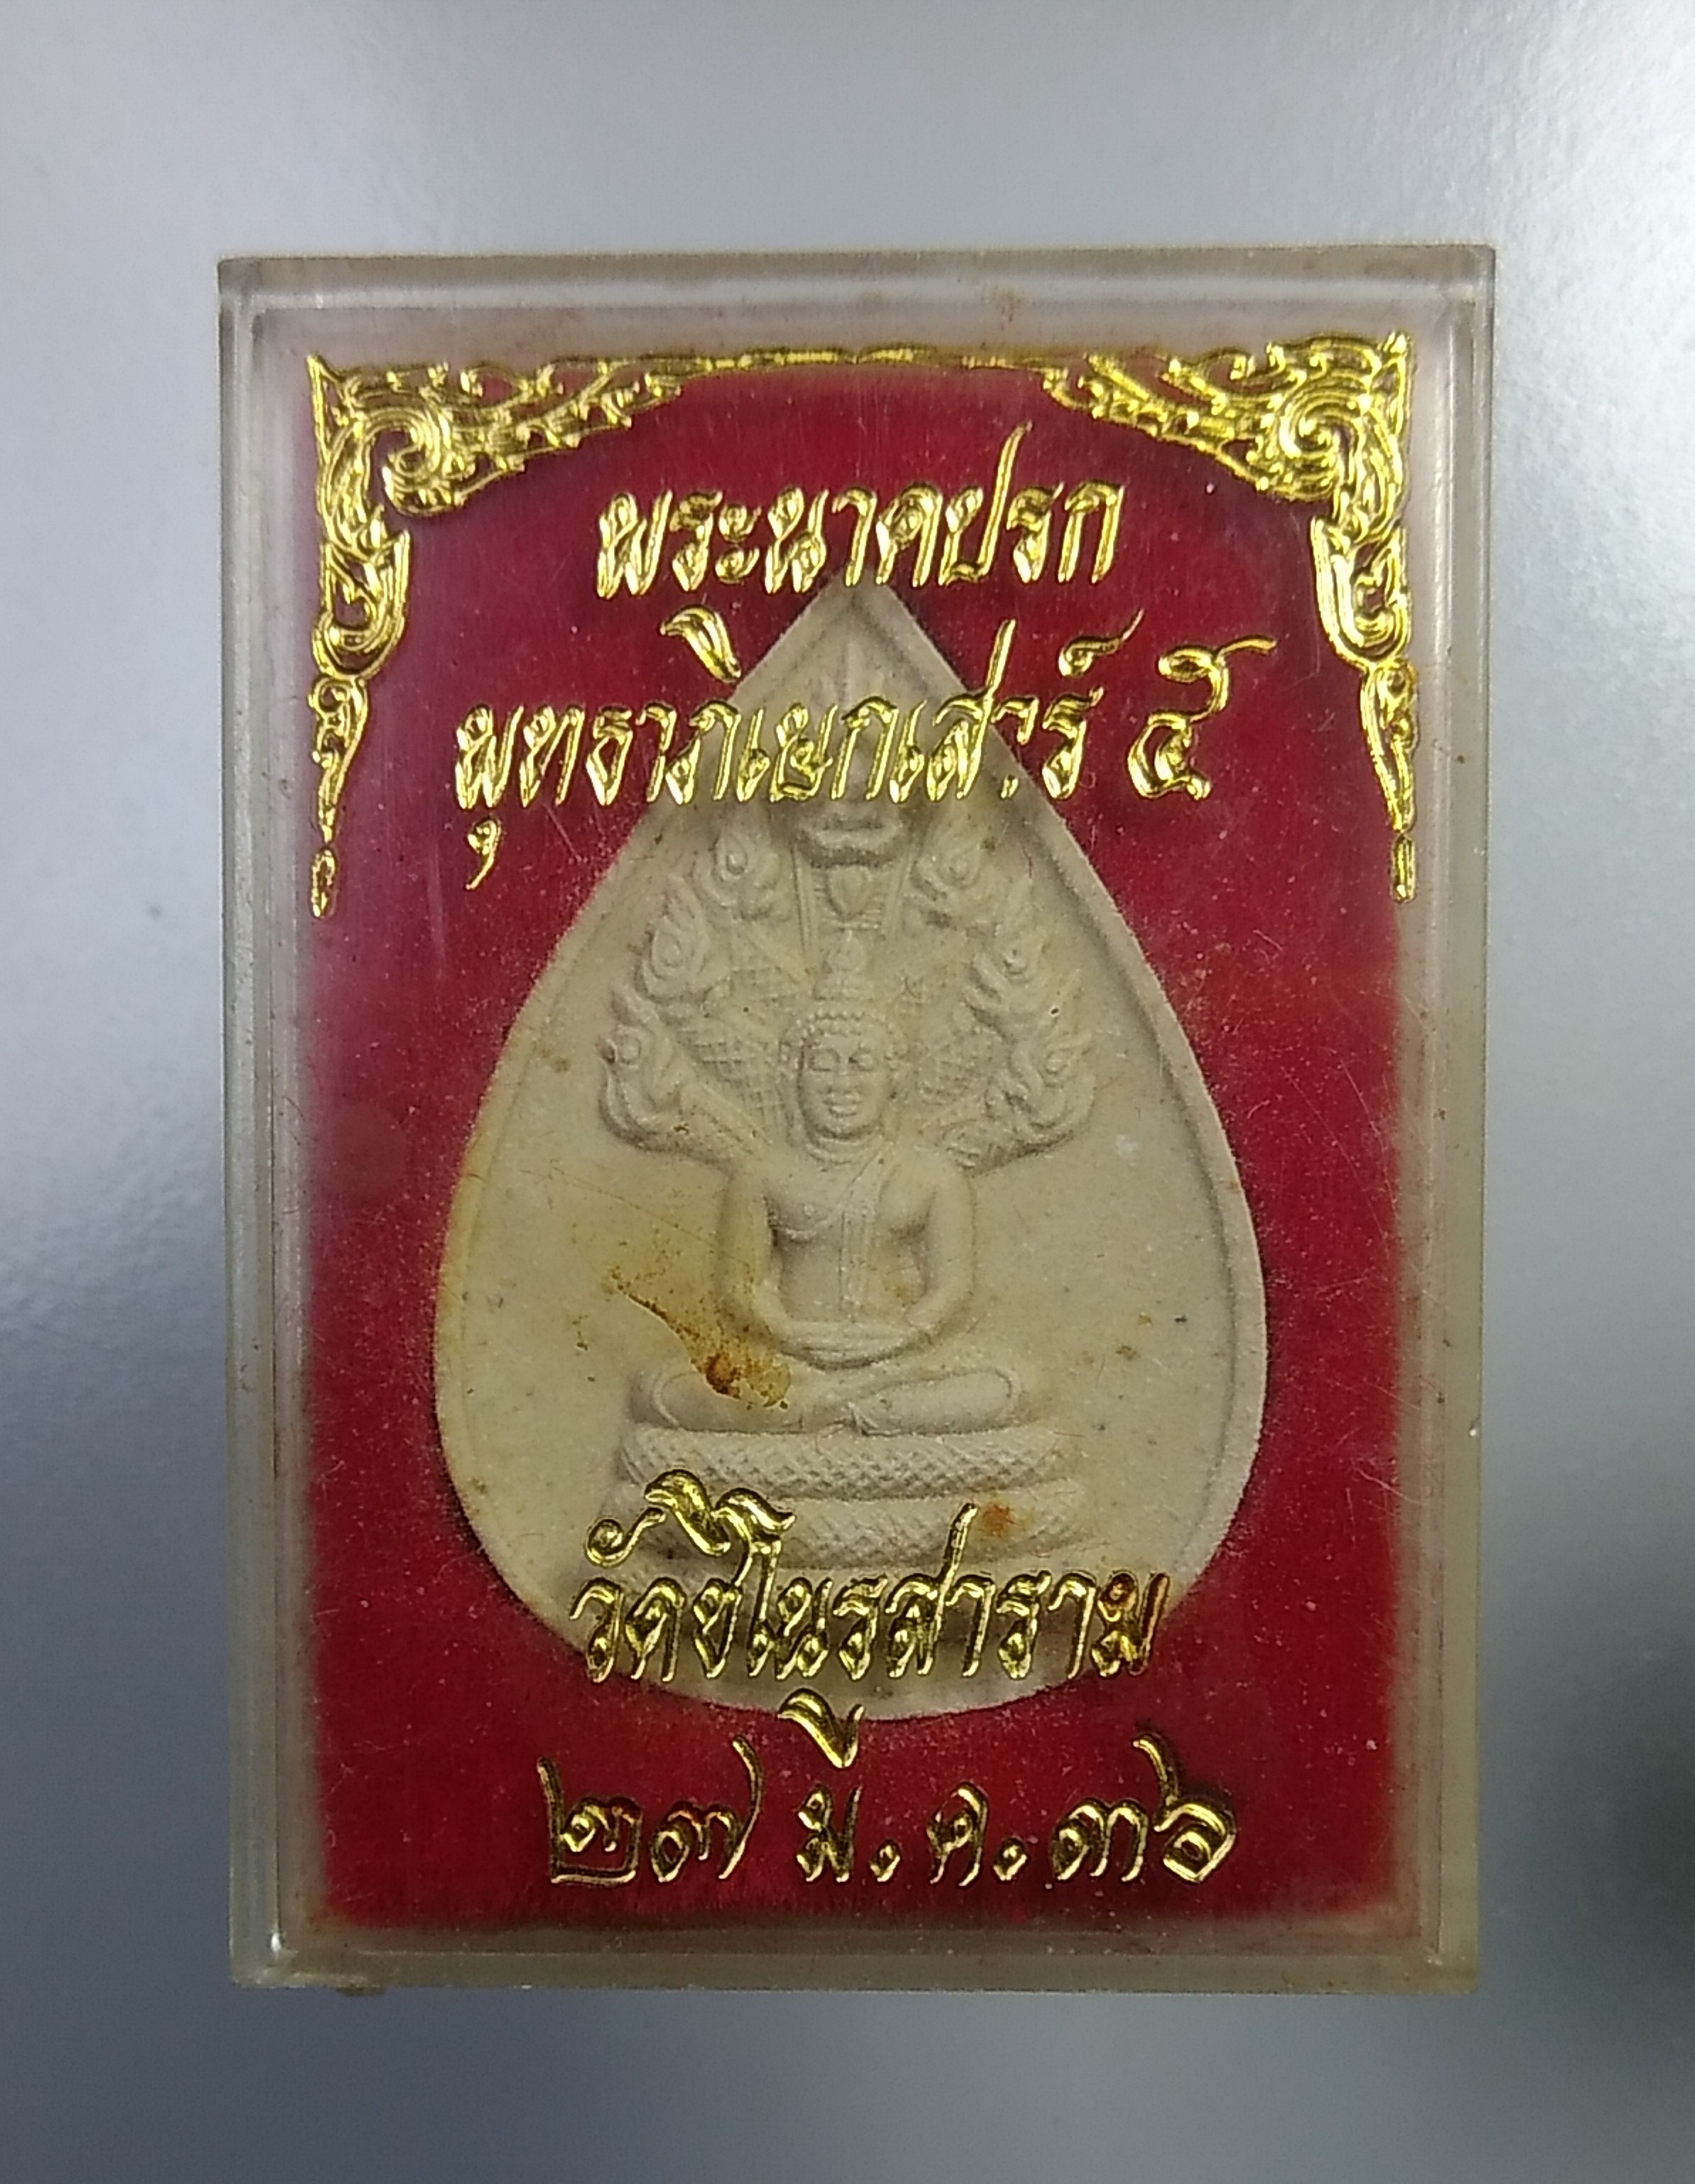 พระนาคปรก
พุทธาภิเษกเสาร์ ๕
วัดชิโนรสาราม
๒๗ มี.ค.๓๖